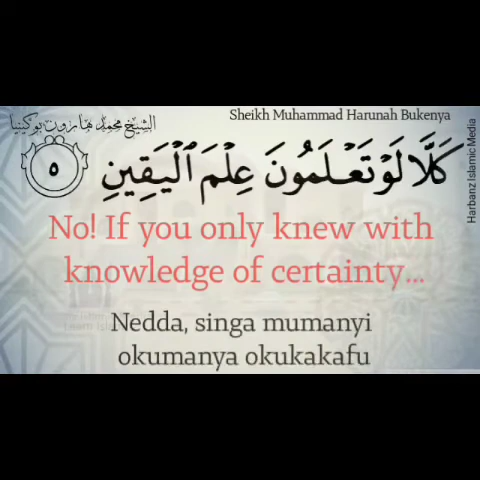 Sheikh Muhammad Harunah Bukenya
الشيخ محمد هارون بوكينيا
كَلَّا لَوْ تَعْلَمُونَ عِلْمَ ٱلْيَقِينِ ٥
No! If you only knew with
knowledge of certainty...
Nedda, singa mumanyi
okumanya okukakafu
Harbanz Islamic Media